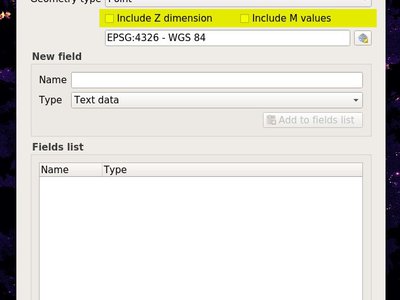 Geometry type Point
Include Z dimension Include M values
EPSG:4326 - WGS 84
New field
Name
Type Text data
Add to fields list
Fields list
Name Type